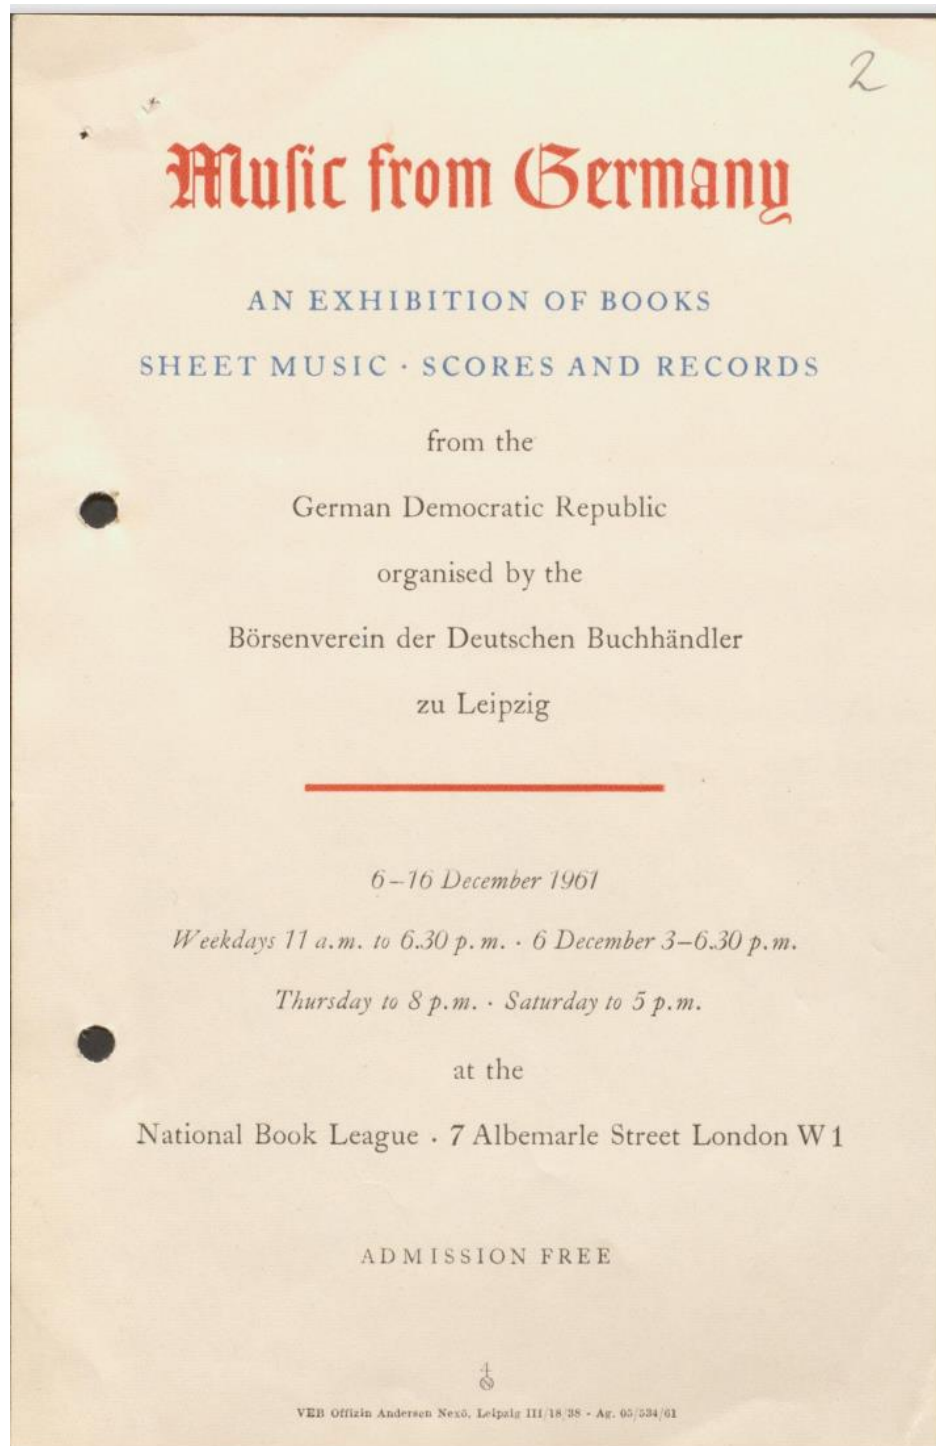 2
Muſic from Germany
AN EXHIBITION OF BOOKS
SHEET MUSIC · SCORES AND RECORDS
from the
German Democratic Republic
organised by the
Börsenverein der Deutschen Buchhändler
zu Leipzig
6–16 December 1961
Weekdays 11 a.m. to 6.30 p.m. · 6 December 3–6.30 p.m.
Thursday to 8 p.m. · Saturday to 5 p.m.
at the
National Book League · 7 Albemarle Street London W 1
ADMISSION FREE
VEB Offizin Andersen Nexö, Leipzig III/18/38 - Ag. 05/534/61